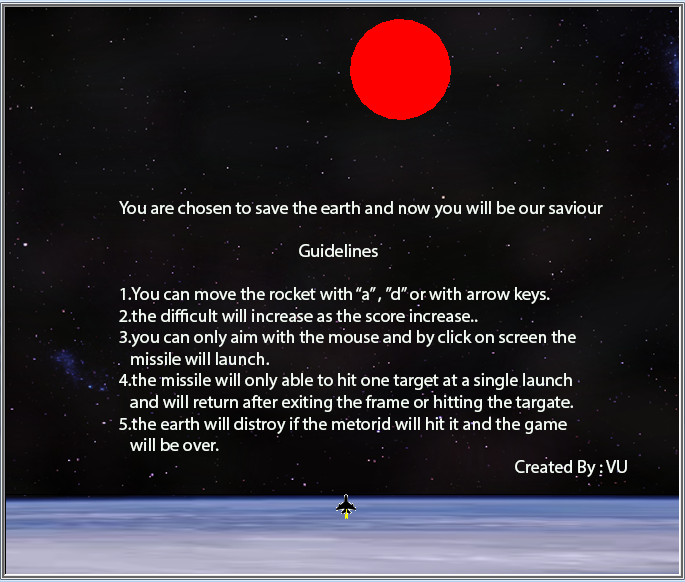 You are chosen to save the earth and now you will be our saviour
Guidelines
1.You can move the rocket with “a” , ”d” or with arrow keys.
2.the difficult will increase as the score increase..
3.you can only aim with the mouse and by click on screen the
missile will launch.
4.the missile will only able to hit one target at a single launch
and will return after exiting the frame or hitting the targate.
5.the earth will distroy if the metorid will hit it and the game
will be over.
Created By : VU